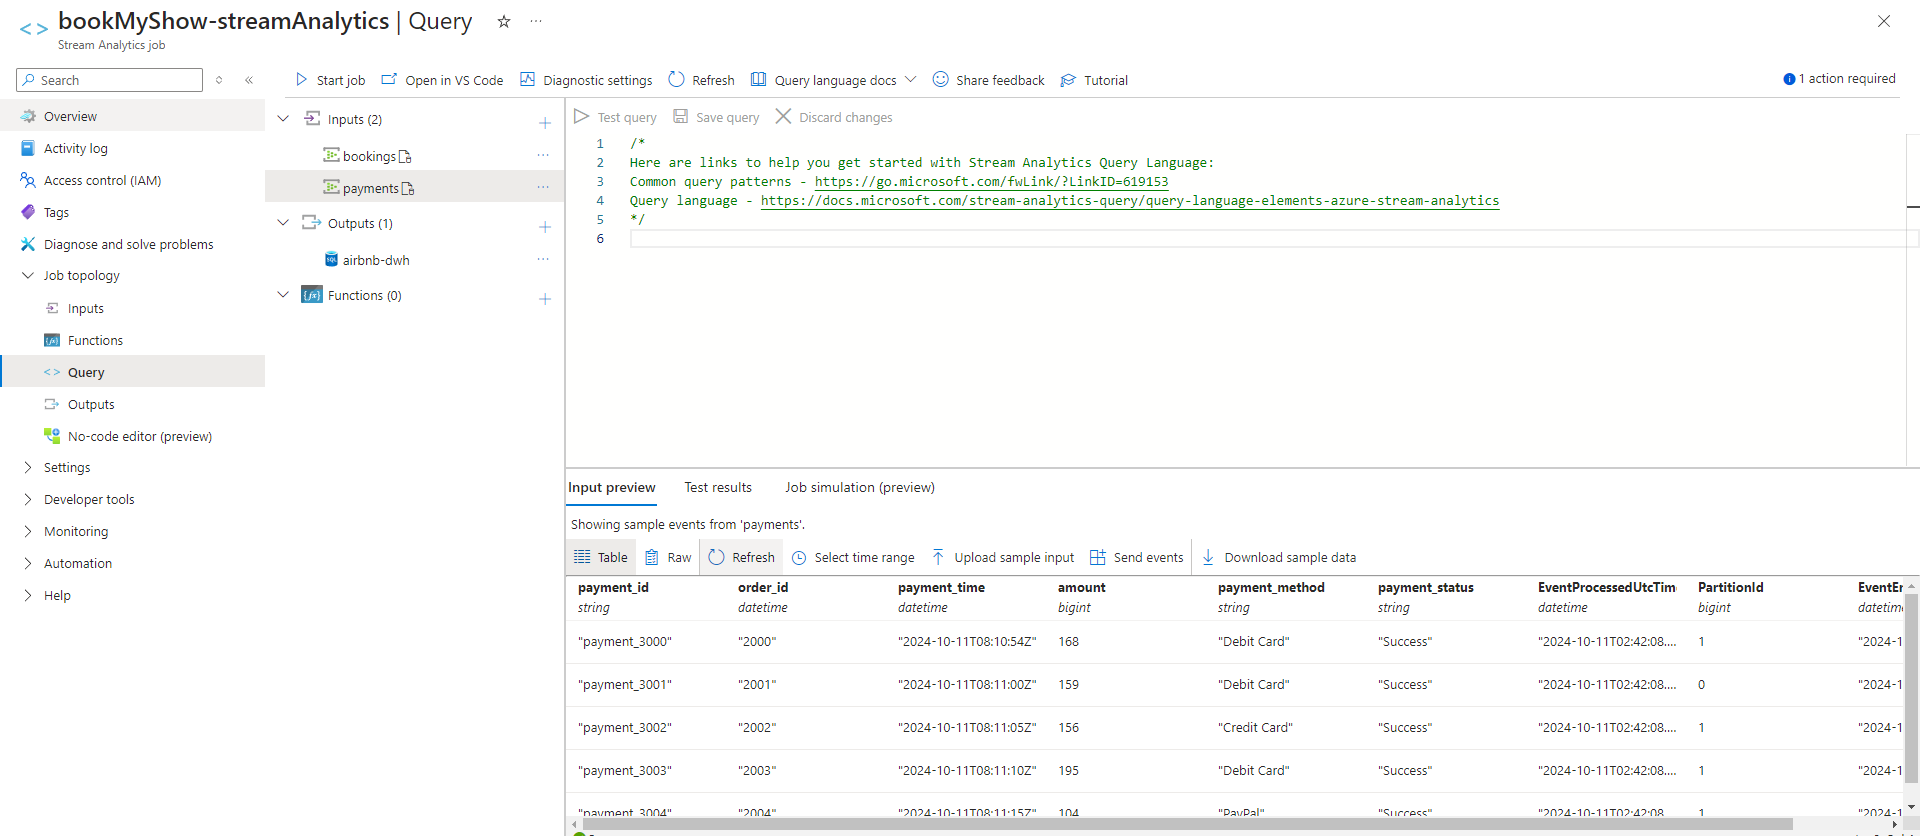 bookMyShow-streamAnalytics | Query
Stream Analytics job
Search
Overview
Activity log
Access control (IAM)
Tags
Diagnose and solve problems
Job topology
Inputs
Functions
Query
Outputs
No-code editor (preview)
Settings
Developer tools
Monitoring
Automation
Help
Start job Open in VS Code Diagnostic settings Refresh Query language docs Share feedback Tutorial 1 action required
Inputs (2)
bookings
payments
Outputs (1)
airbnb-dwh
Functions (0)
Test query Save query Discard changes
1 /*
2 Here are links to help you get started with Stream Analytics Query Language:
3 Common query patterns - https://go.microsoft.com/fwLink/?LinkID=619153
4 Query language - https://docs.microsoft.com/stream-analytics-query/query-language-elements-azure-stream-analytics
5 */
6
Input preview Test results Job simulation (preview)
Showing sample events from 'payments'.
Table Raw Refresh Select time range Upload sample input Send events Download sample data
payment_id order_id payment_time amount payment_method payment_status EventProcessedUtcTim PartitionId EventEn
string datetime datetime bigint string string datetime bigint datetim
"payment_3000" "2000" "2024-10-11T08:10:54Z" 168 "Debit Card" "Success" "2024-10-11T02:42:08.... 1 "2024-1
"payment_3001" "2001" "2024-10-11T08:11:00Z" 159 "Debit Card" "Success" "2024-10-11T02:42:08.... 0 "2024-1
"payment_3002" "2002" "2024-10-11T08:11:05Z" 156 "Credit Card" "Success" "2024-10-11T02:42:08.... 1 "2024-1
"payment_3003" "2003" "2024-10-11T08:11:10Z" 195 "Debit Card" "Success" "2024-10-11T02:42:08.... 1 "2024-1
"payment_3004" "2004" "2024-10-11T08:11:15Z" 104 "PayPal" "Success" "2024-10-11T02:42:08 1 "2024-1